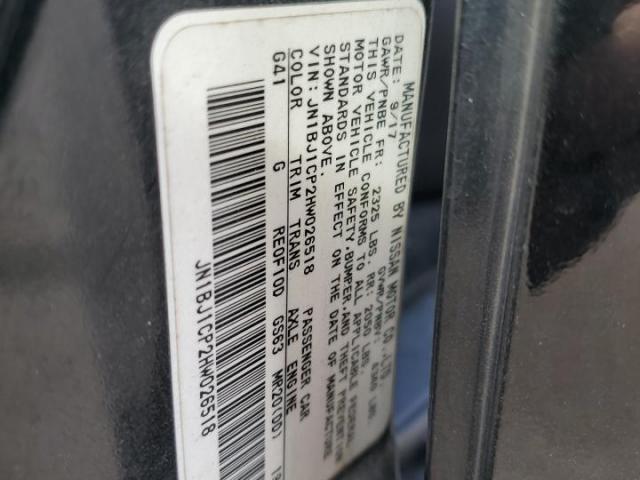 MANUFACTURED BY NISSAN MOTOR CO.,LTD.
DATE: 9/17 GVWR/PNBV:
GAWR/PNBE FR: 2325 LBS. RR: 2050 LBS.
THIS VEHICLE CONFORMS TO ALL APPLICABLE FEDERAL
MOTOR VEHICLE SAFETY,BUMPER,AND THEFT PREVENTION
STANDARDS IN EFFECT ON THE DATE OF MANUFACTURE
SHOWN ABOVE.
VIN:JN1BJ1CP2HW026518 PASSENGER CAR
COLOR TRIM TRANS AXLE ENGINE
G41 G RE0F10D GS63 MR20(DD)
JN1BJ1CP2HW026518